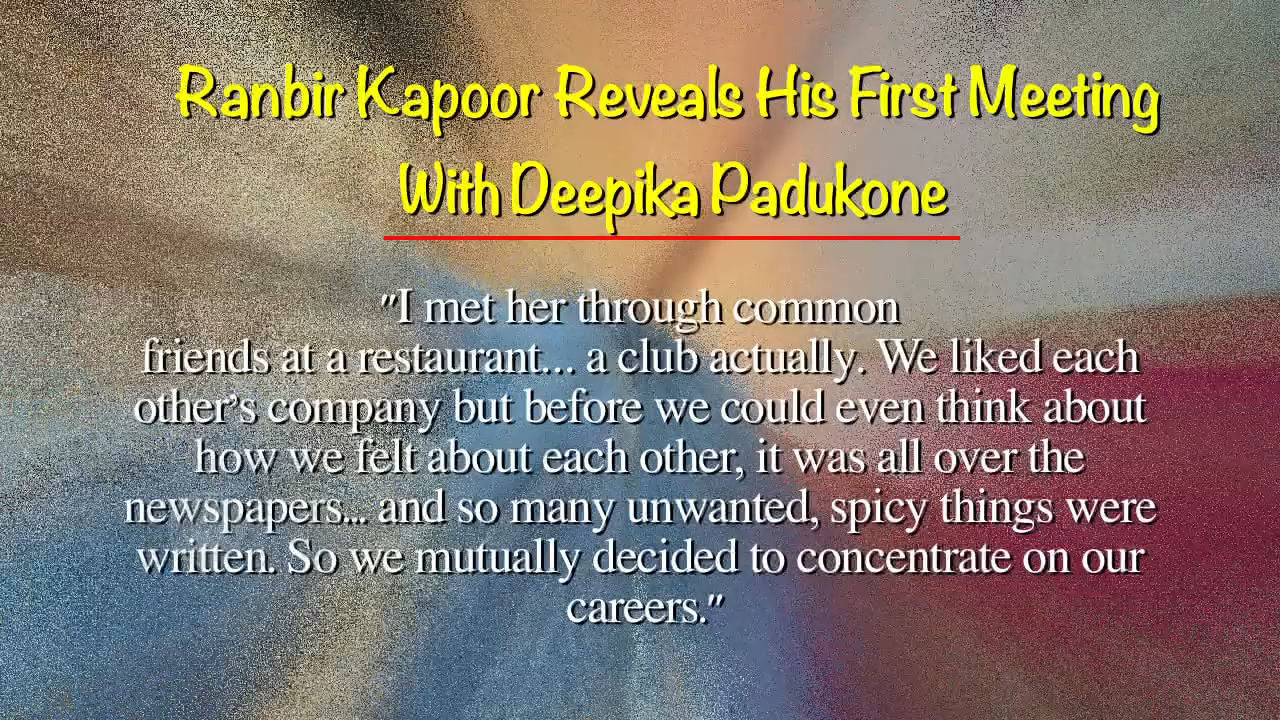 Ranbir Kapoor Reveals His First Meeting
With Deepika Padukone
"I met her through common
friends at a restaurant... a club actually. We liked each
other's company but before we could even think about
how we felt about each other, it was all over the
newspapers... and so many unwanted, spicy things were
written. So we mutually decided to concentrate on our
careers."